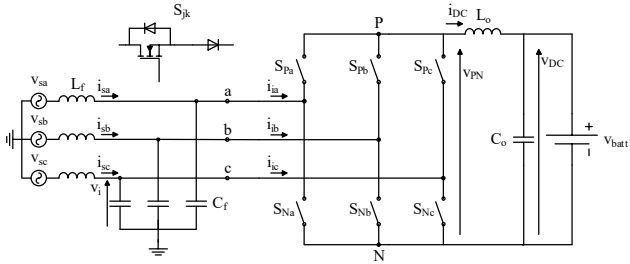 S_jk
P
i_DC
L_o
S_Pa
S_Pb
S_Pc
v_PN
v_DC
v_sa
L_f
i_sa
a
i_ia
v_sb
i_sb
b
i_ib
C_o
+
v_batt
v_sc
i_sc
c
i_ic
v_i
C_f
S_Na
S_Nb
S_Nc
N